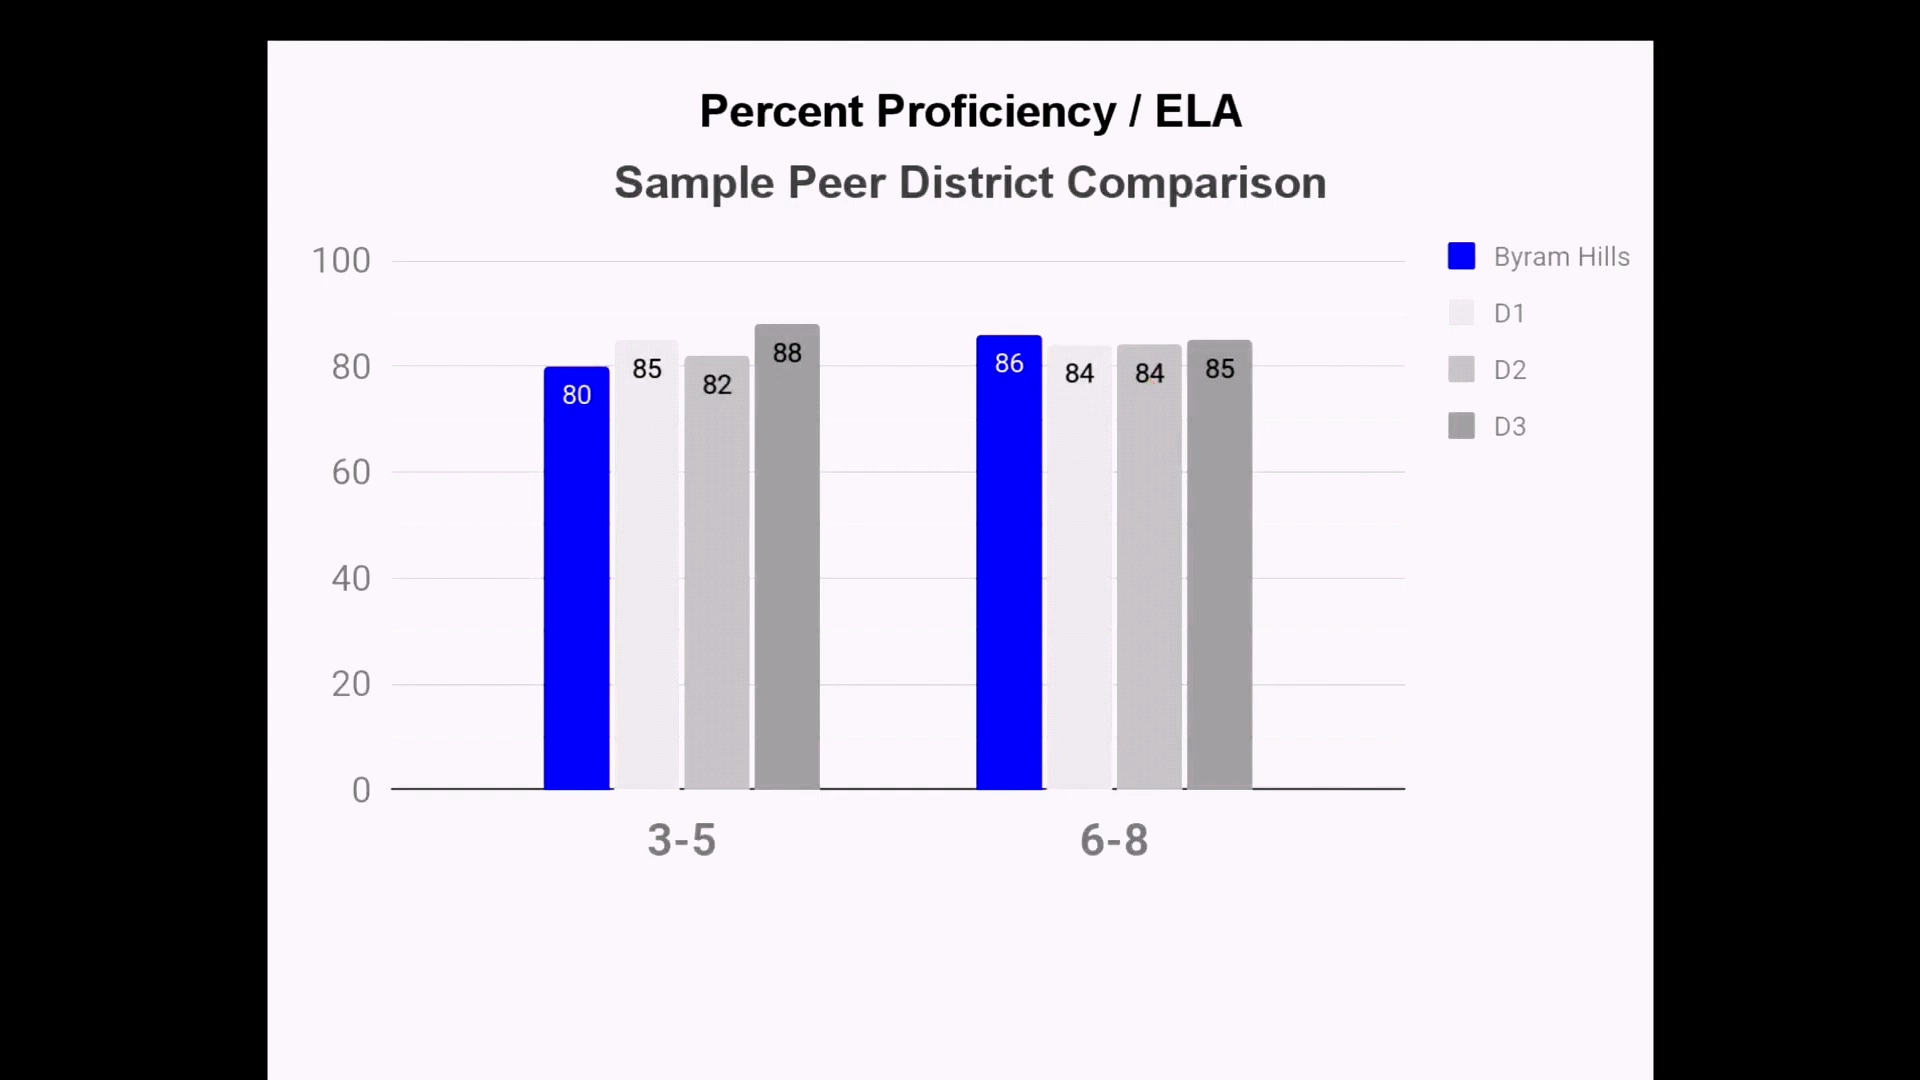 Percent Proficiency / ELA
Sample Peer District Comparison
100
80
60
40
20
0
80
85
82
88
86
84
84
85
3-5
6-8
Byram Hills
D1
D2
D3